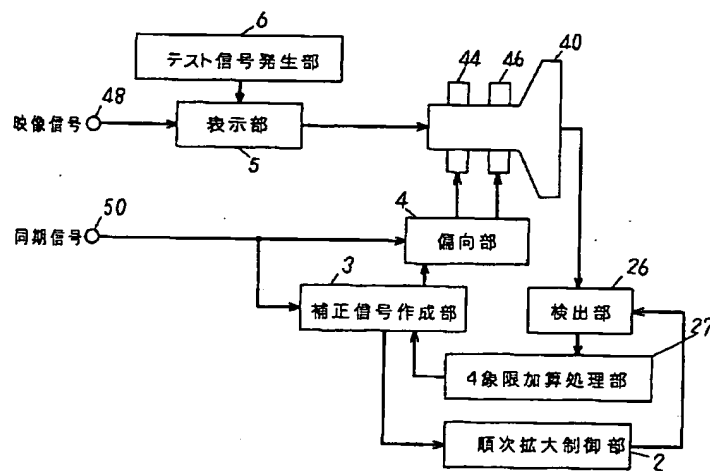 6
テスト信号発生部
44
46
40
映像信号
48
表示部
5
50
同期信号
4
偏向部
3
補正信号作成部
26
検出部
27
4象限加算処理部
順次拡大制御部
2